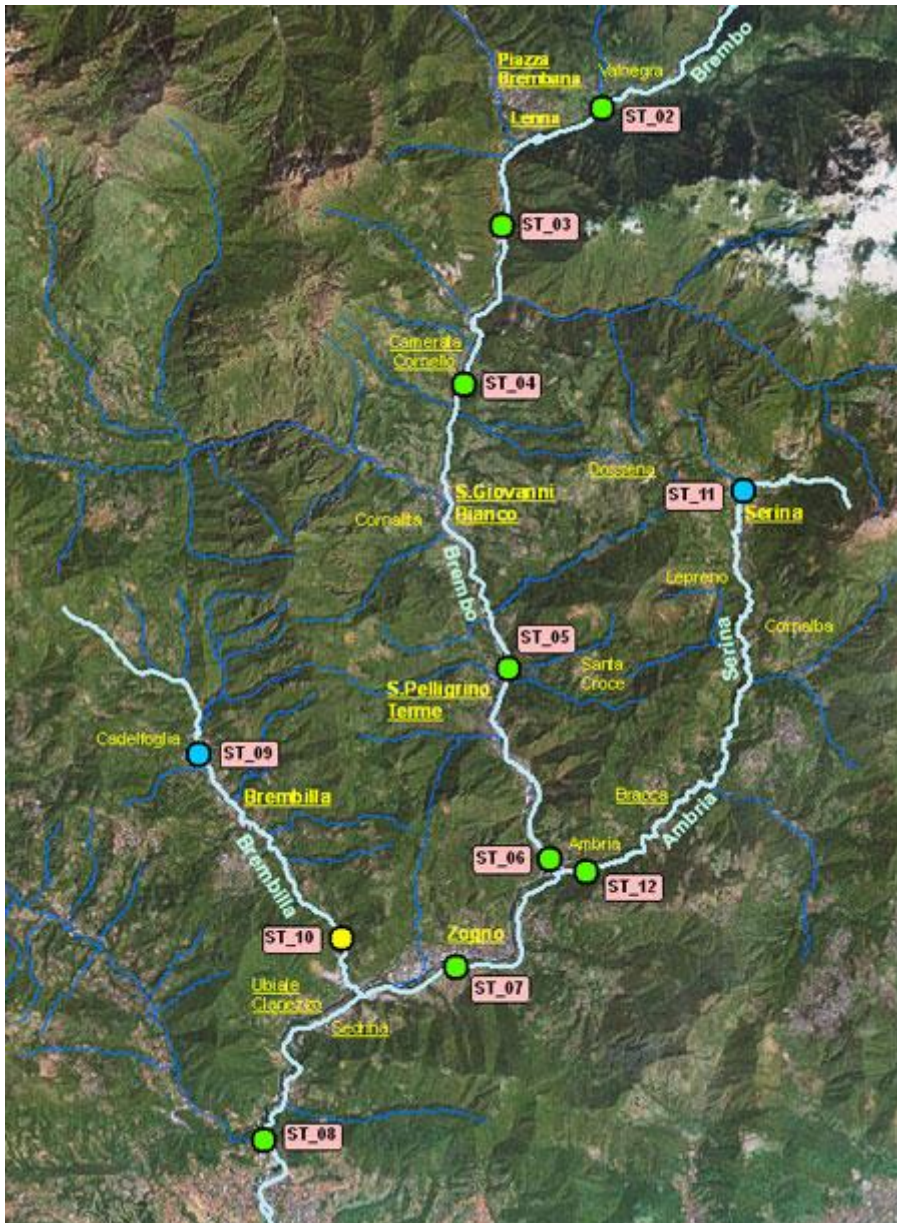 Piazza
Brembana
Valnegra
Brembo
Lenna
ST_02
ST_03
Camerata
Cornello
ST_04
Dossena
ST_11
S.Giovanni
Bianco
Serina
Cornalita
Brembo
Lepreno
Serina
Cornalba
ST_05
Santa
Croce
S.Pelligrino
Terme
Cadelfoglia
ST_09
Brembilla
Bracca
Ambria
Ambria
ST_06
Brembilla
ST_12
ST_10
Zogno
ST_07
Ubiale
Clanezzo
Sedrina
ST_08